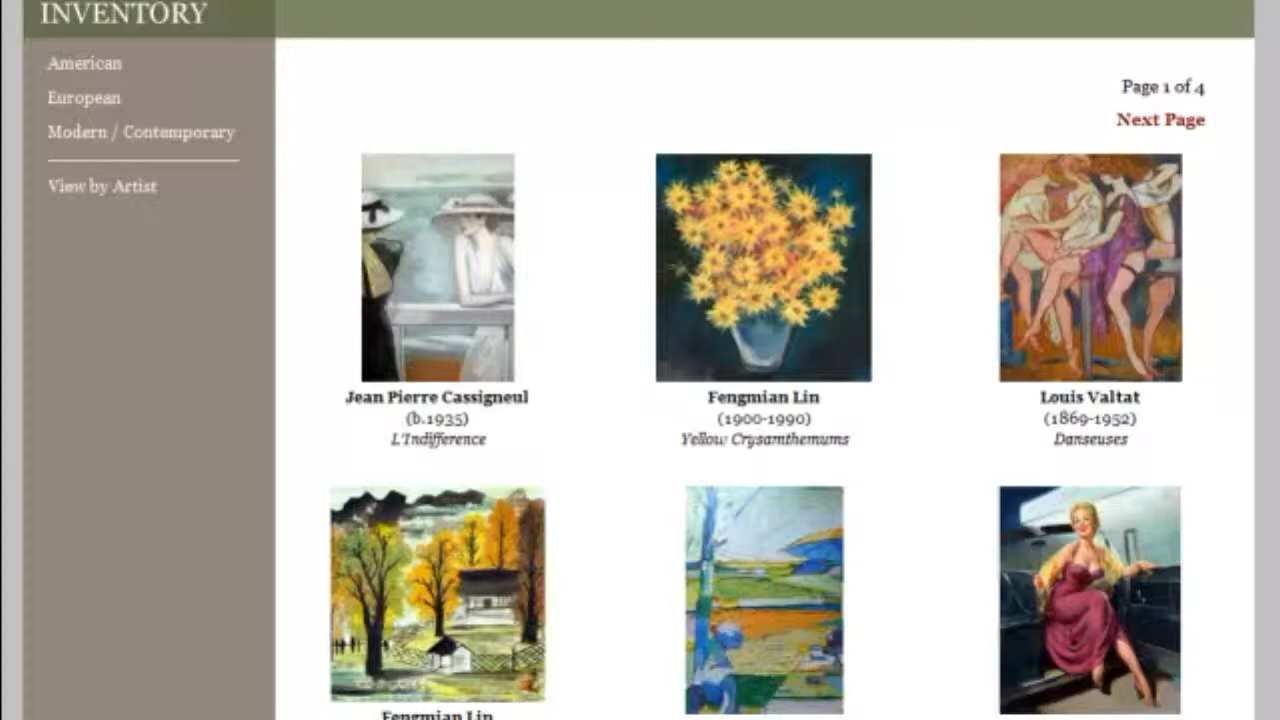 INVENTORY
American
European
Modern / Contemporary
View by Artist
Page 1 of 4
Next Page
Jean Pierre Cassigneul
(b.1935)
L'Indifference
Fengmian Lin
(1900-1990)
Yellow Crysanthemums
Louis Valtat
(1869-1952)
Danseuses
Fengmian Lin